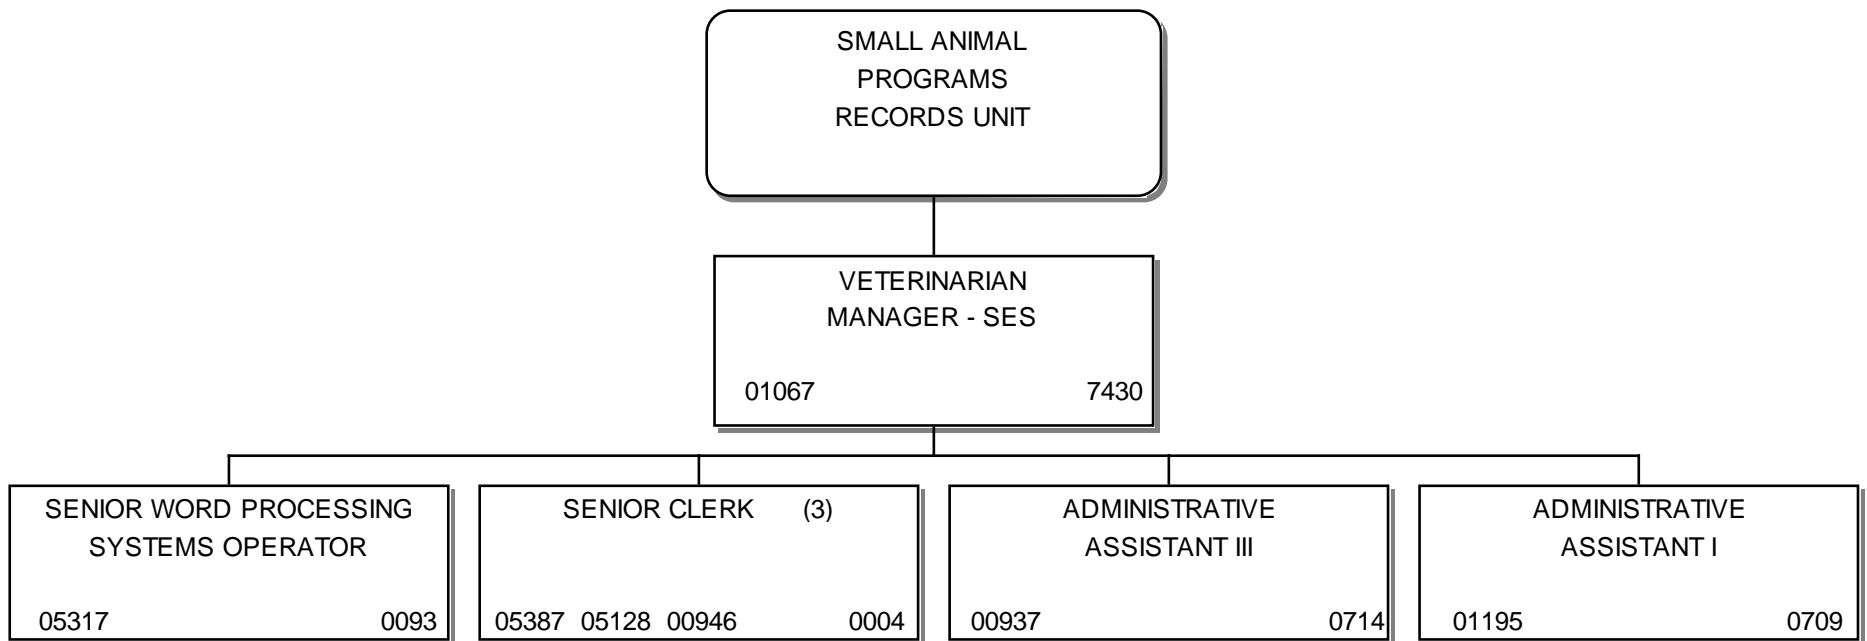 SMALL ANIMAL
PROGRAMS
RECORDS UNIT
VETERINARIAN
MANAGER - SES
01067 7430
SENIOR WORD PROCESSING
SYSTEMS OPERATOR
05317 0093
SENIOR CLERK (3)
05387 05128 00946 0004
ADMINISTRATIVE
ASSISTANT III
00937 0714
ADMINISTRATIVE
ASSISTANT I
01195 0709